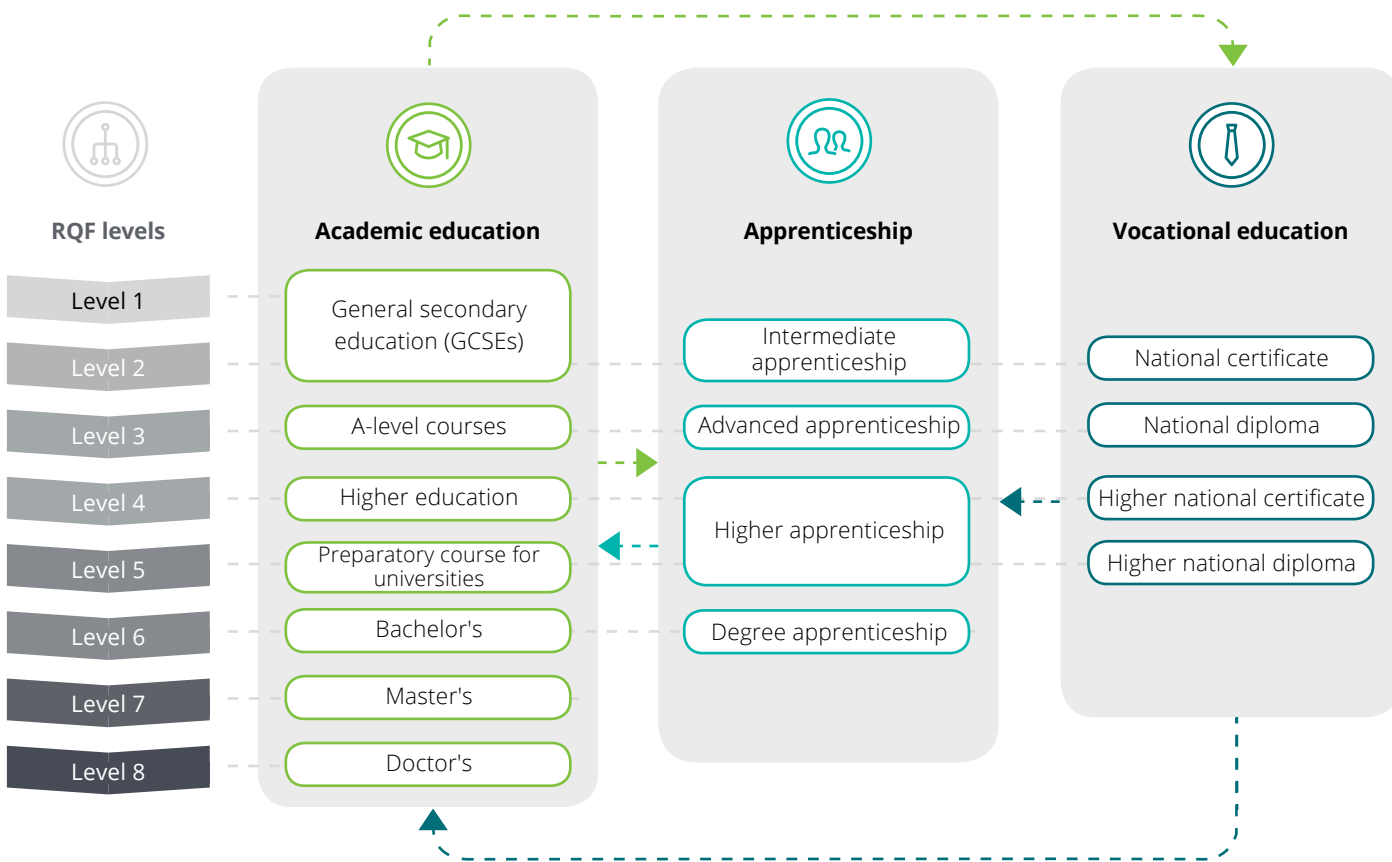 RQF levels
Level 1
Level 2
Level 3
Level 4
Level 5
Level 6
Level 7
Level 8
Academic education
General secondary
education (GCSEs)
A-level courses
Higher education
Preparatory course for
universities
Bachelor's
Master's
Doctor's
Apprenticeship
Intermediate
apprenticeship
Advanced apprenticeship
Higher apprenticeship
Degree apprenticeship
Vocational education
National certificate
National diploma
Higher national certificate
Higher national diploma